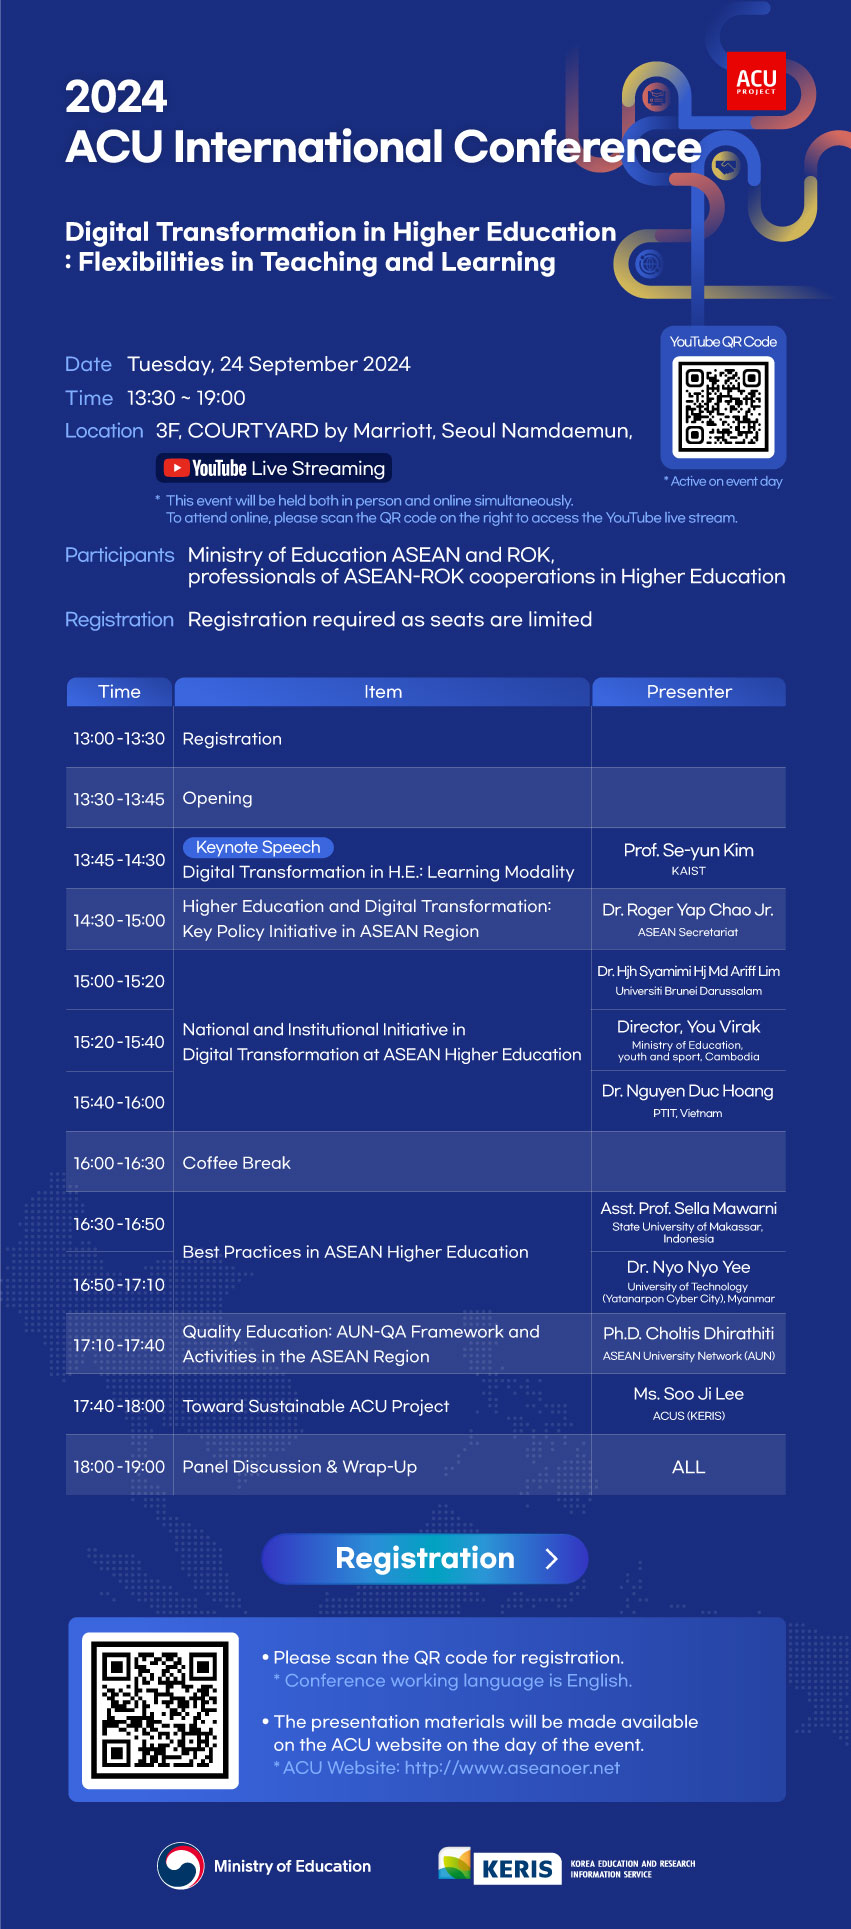 ACU
PROJECT
2024
ACU International Conference
Digital Transformation in Higher Education
: Flexibilities in Teaching and Learning
YouTube QR Code
* Active on event day
Date Tuesday, 24 September 2024
Time 13:30 ~ 19:00
Location 3F, COURTYARD by Marriott, Seoul Namdaemun,
YouTube Live Streaming
* This event will be held both in person and online simultaneously.
To attend online, please scan the QR code on the right to access the YouTube live stream.
Participants Ministry of Education ASEAN and ROK,
professionals of ASEAN-ROK cooperations in Higher Education
Registration Registration required as seats are limited
Time Item Presenter
13:00-13:30 Registration
13:30-13:45 Opening
13:45-14:30 Keynote Speech
Digital Transformation in H.E.: Learning Modality
Prof. Se-yun Kim
KAIST
14:30-15:00 Higher Education and Digital Transformation:
Key Policy Initiative in ASEAN Region
Dr. Roger Yap Chao Jr.
ASEAN Secretariat
15:00-15:20
15:20-15:40
15:40-16:00
National and Institutional Initiative in
Digital Transformation at ASEAN Higher Education
Dr. Hjh Syamimi Hj Md Ariff Lim
Universiti Brunei Darussalam
Director, You Virak
Ministry of Education,
youth and sport, Cambodia
Dr. Nguyen Duc Hoang
PTIT, Vietnam
16:00-16:30 Coffee Break
16:30-16:50
16:50-17:10
Best Practices in ASEAN Higher Education
Asst. Prof. Sella Mawarni
State University of Makassar,
Indonesia
Dr. Nyo Nyo Yee
University of Technology
(Yatanarpon Cyber City), Myanmar
17:10-17:40 Quality Education: AUN-QA Framework and
Activities in the ASEAN Region
Ph.D. Choltis Dhirathiti
ASEAN University Network (AUN)
17:40-18:00 Toward Sustainable ACU Project
Ms. Soo Ji Lee
ACUS (KERIS)
18:00-19:00 Panel Discussion & Wrap-Up ALL
Registration >
• Please scan the QR code for registration.
* Conference working language is English.
• The presentation materials will be made available
on the ACU website on the day of the event.
* ACU Website: http://www.aseanoer.net
Ministry of Education
KERIS
KOREA EDUCATION AND RESEARCH
INFORMATION SERVICE